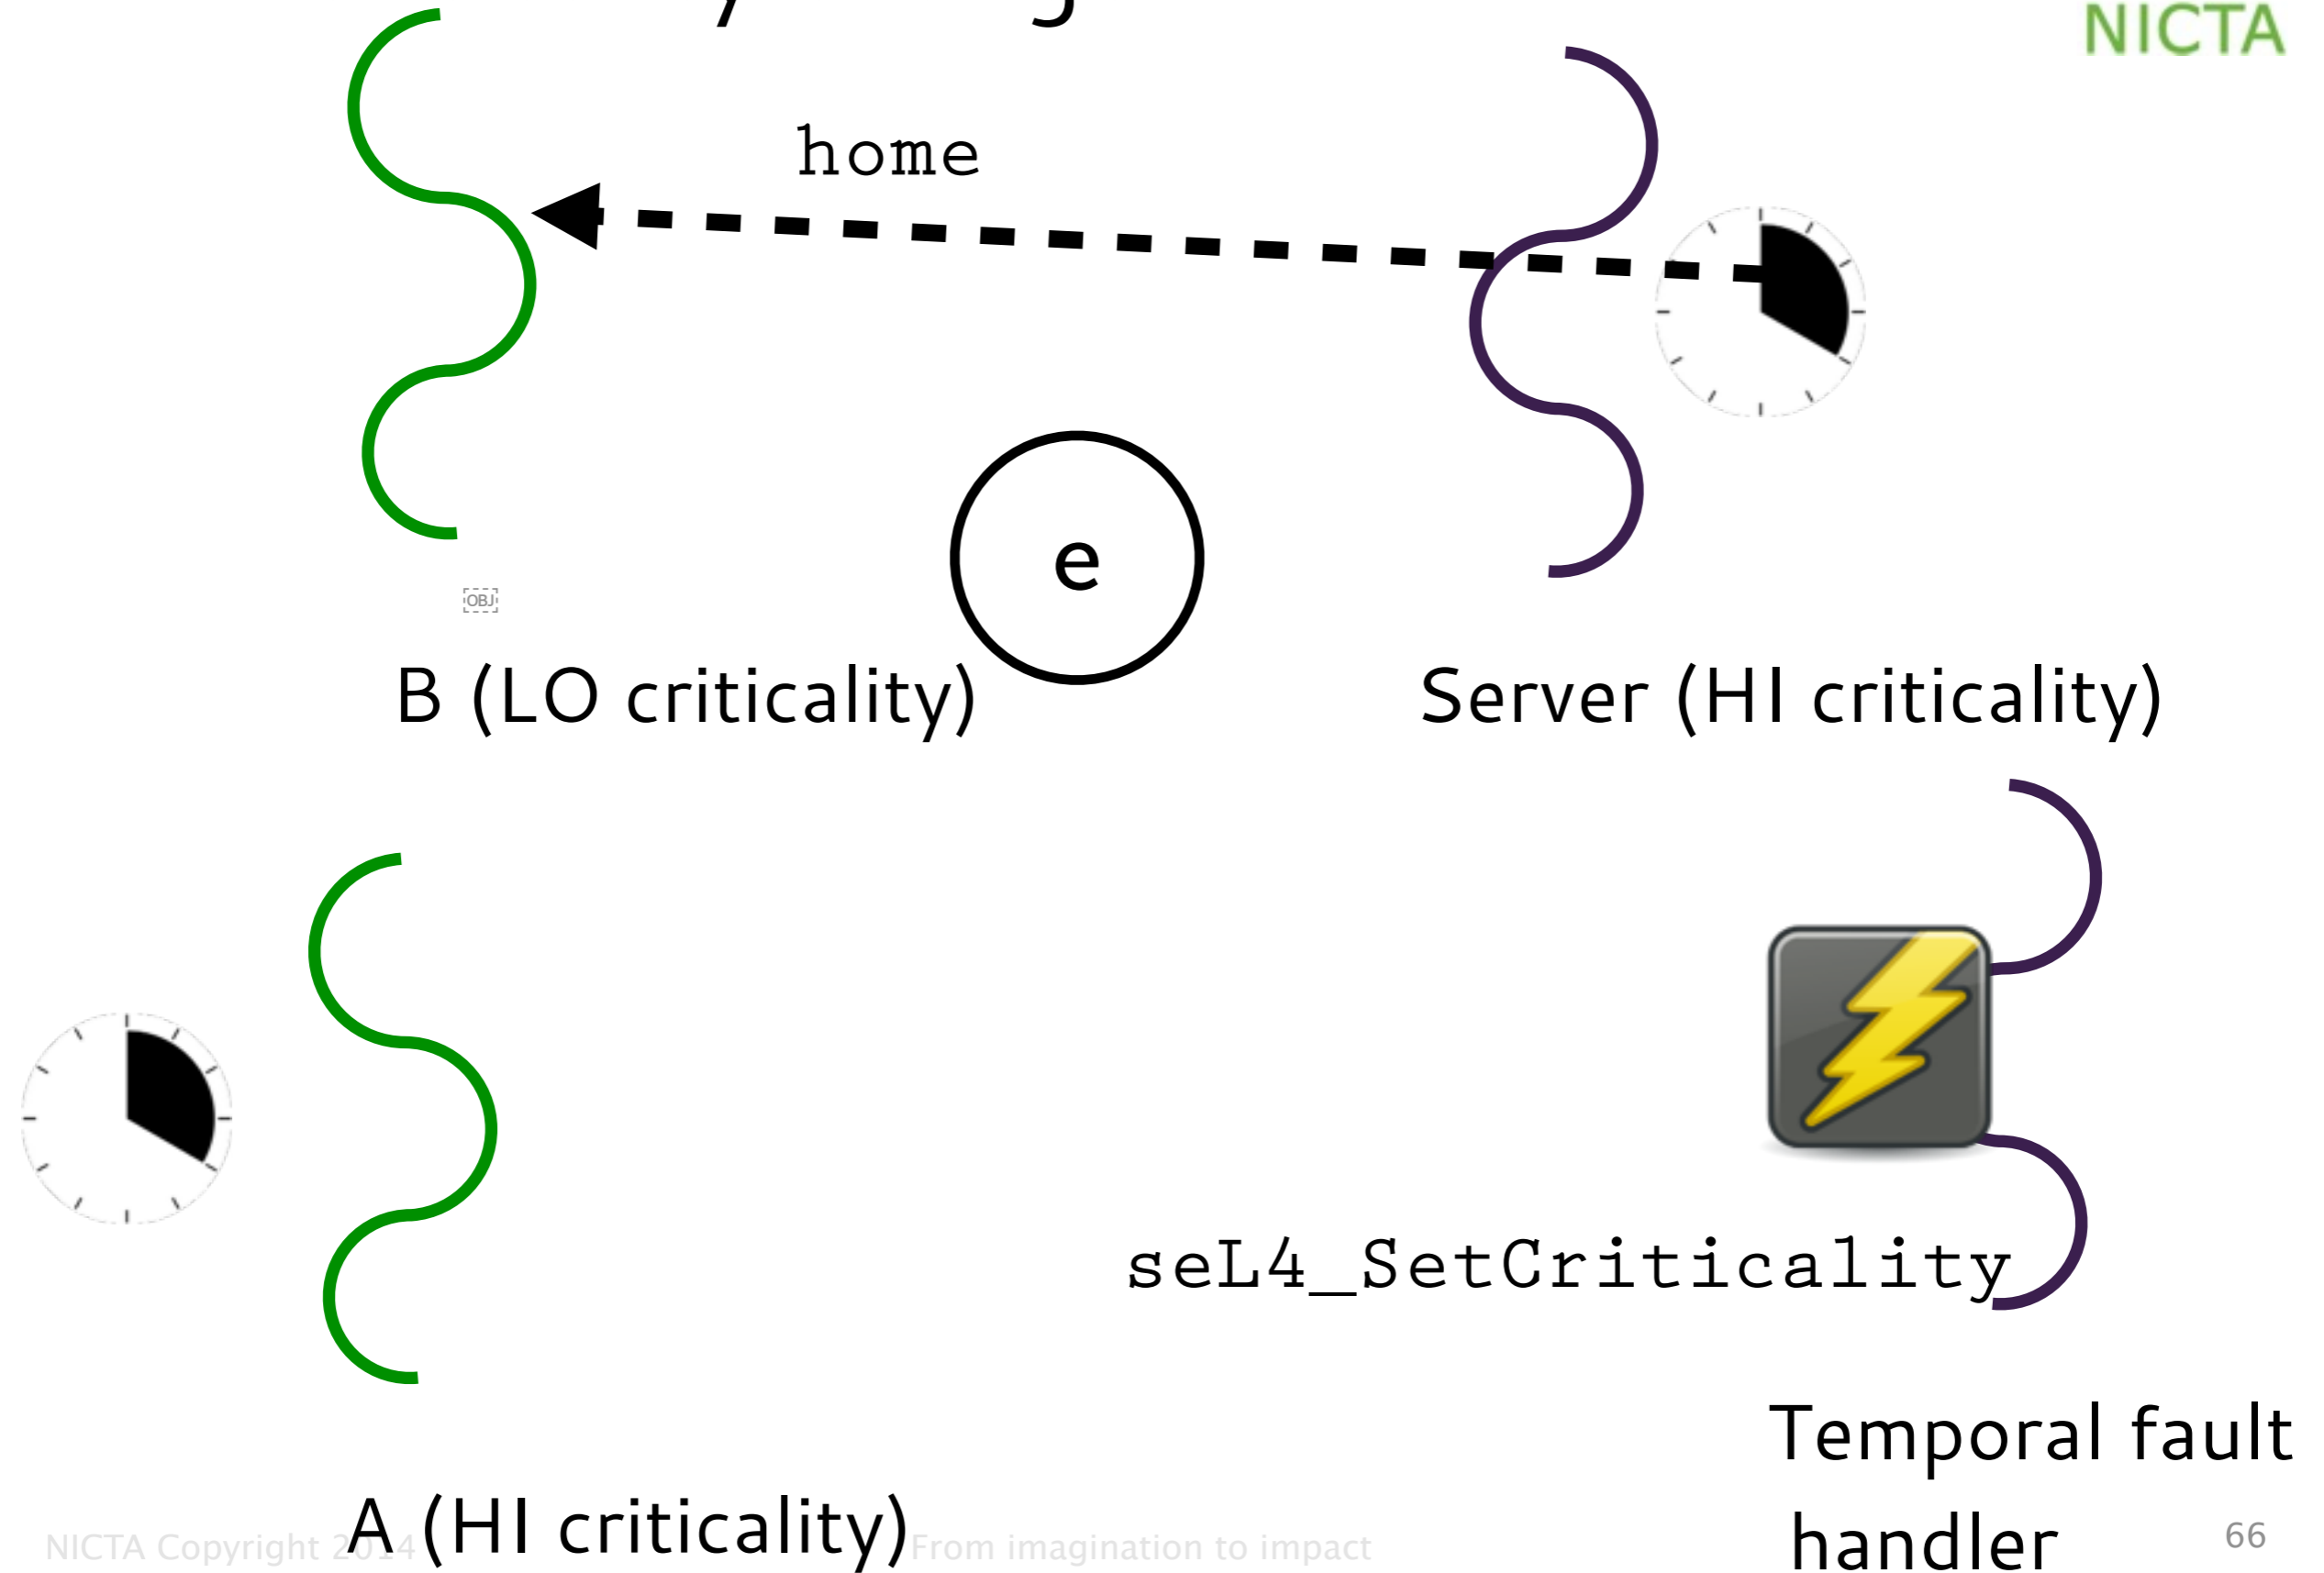 NICTA
home
e
OBJ
B (LO criticality)
Server (HI criticality)
seL4_SetCriticality
Temporal fault
handler
A (HI criticality)
NICTA Copyright 2014
From imagination to impact
66